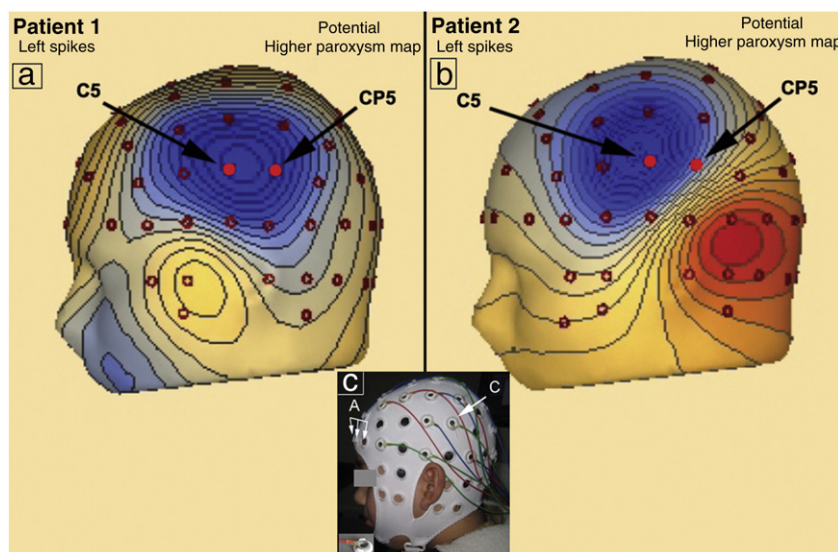 Patient 1
Left spikes
Potential
Higher paroxysm map
a
C5
CP5
Patient 2
Left spikes
Potential
Higher paroxysm map
b
C5
CP5
C
A
C